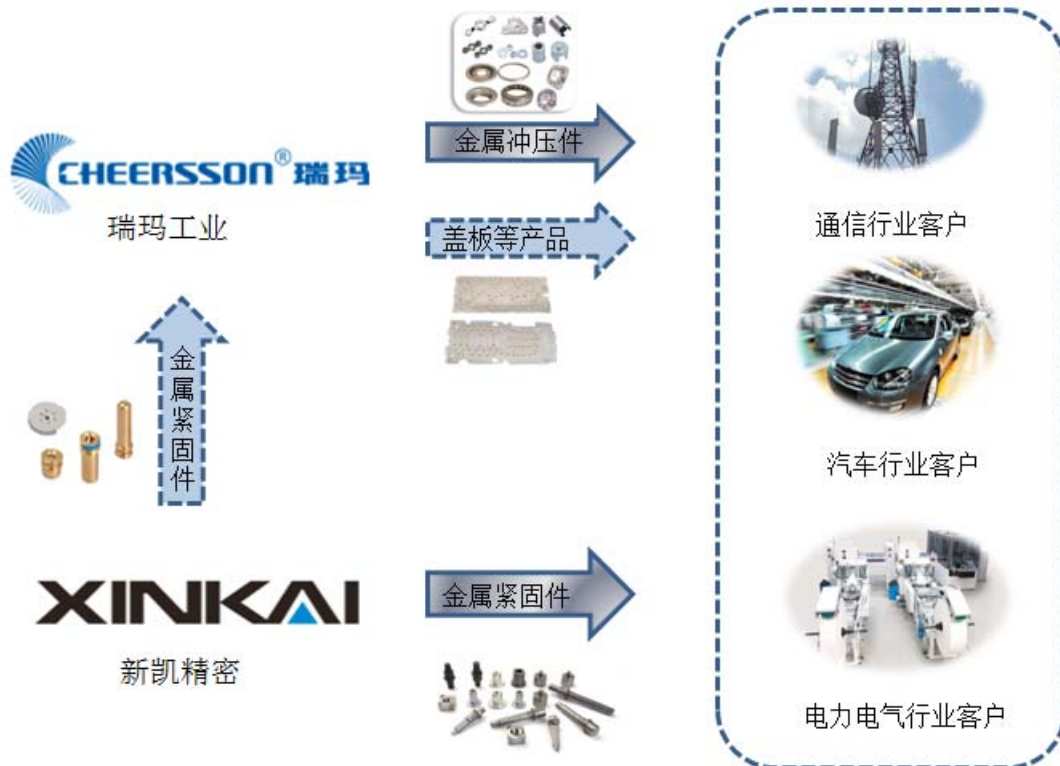 金属冲压件
CHEERSSON®瑞玛
瑞玛工业
盖板等产品
通信行业客户
金属紧固件
汽车行业客户
XINKAI
新凯精密
金属紧固件
电力电气行业客户